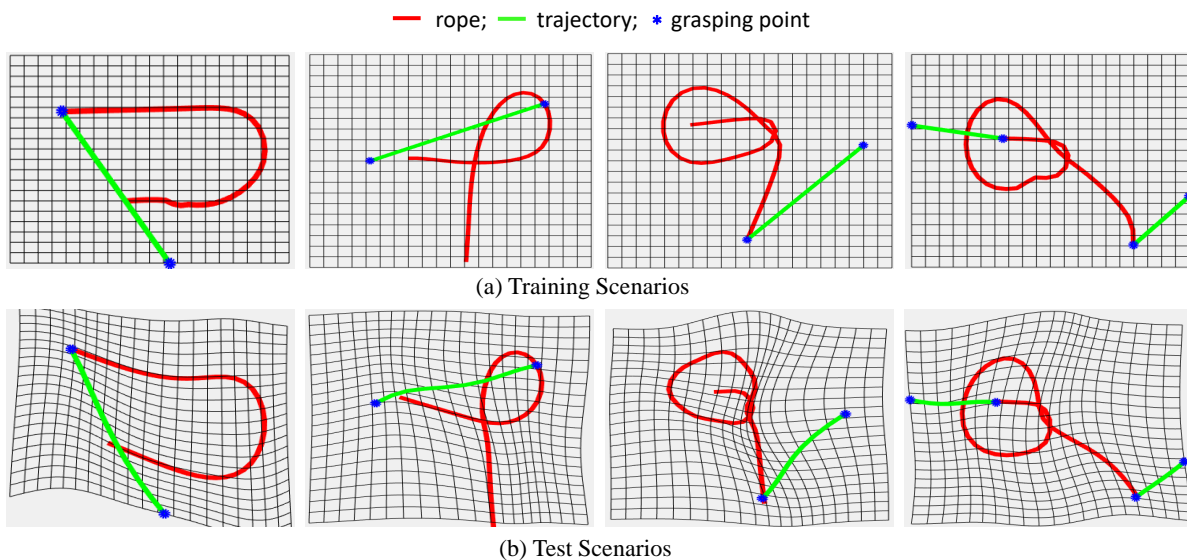 rope; trajectory; * grasping point
(a) Training Scenarios
(b) Test Scenarios